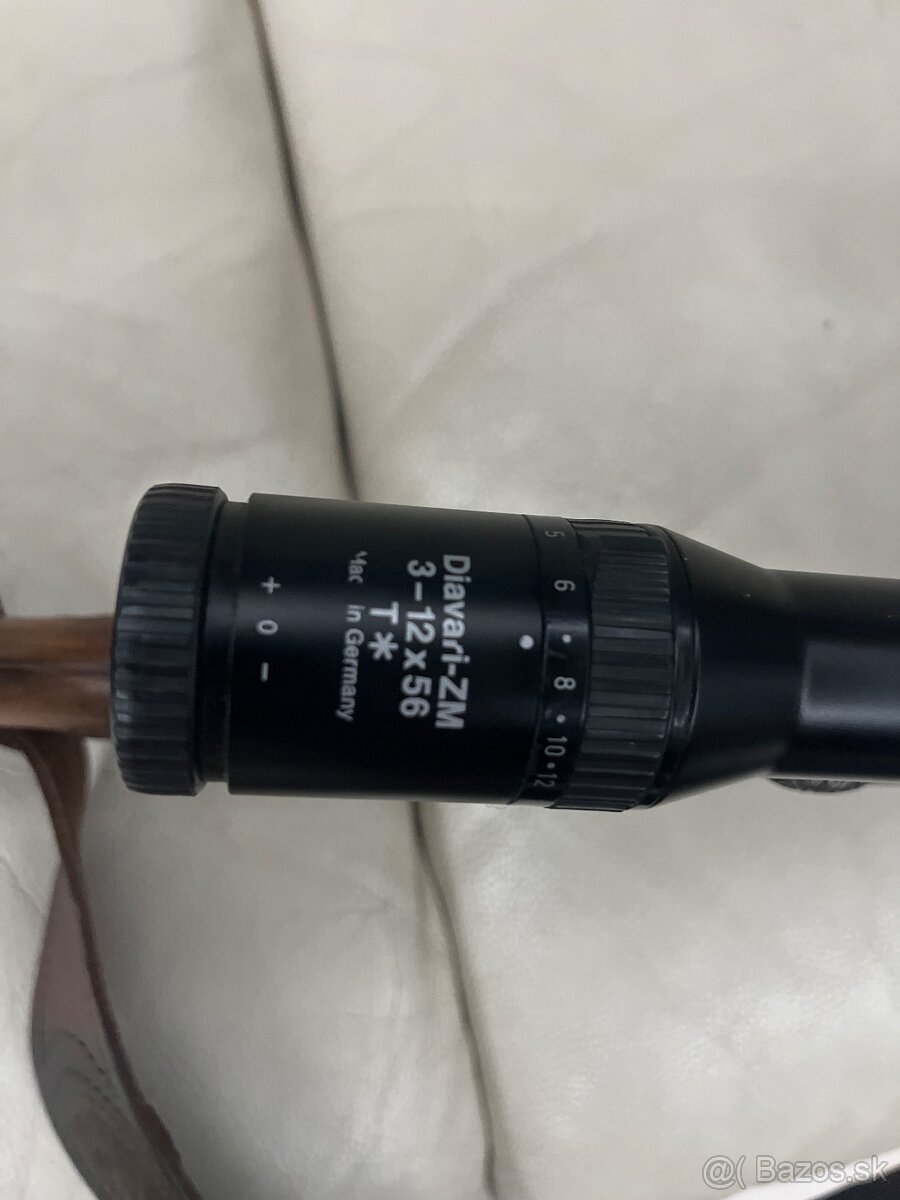 Diavari-ZM
3-12x56
T*
in Germany
+ 0 -
5 6 • 8 • 10 • 12
@( Bazos.sk